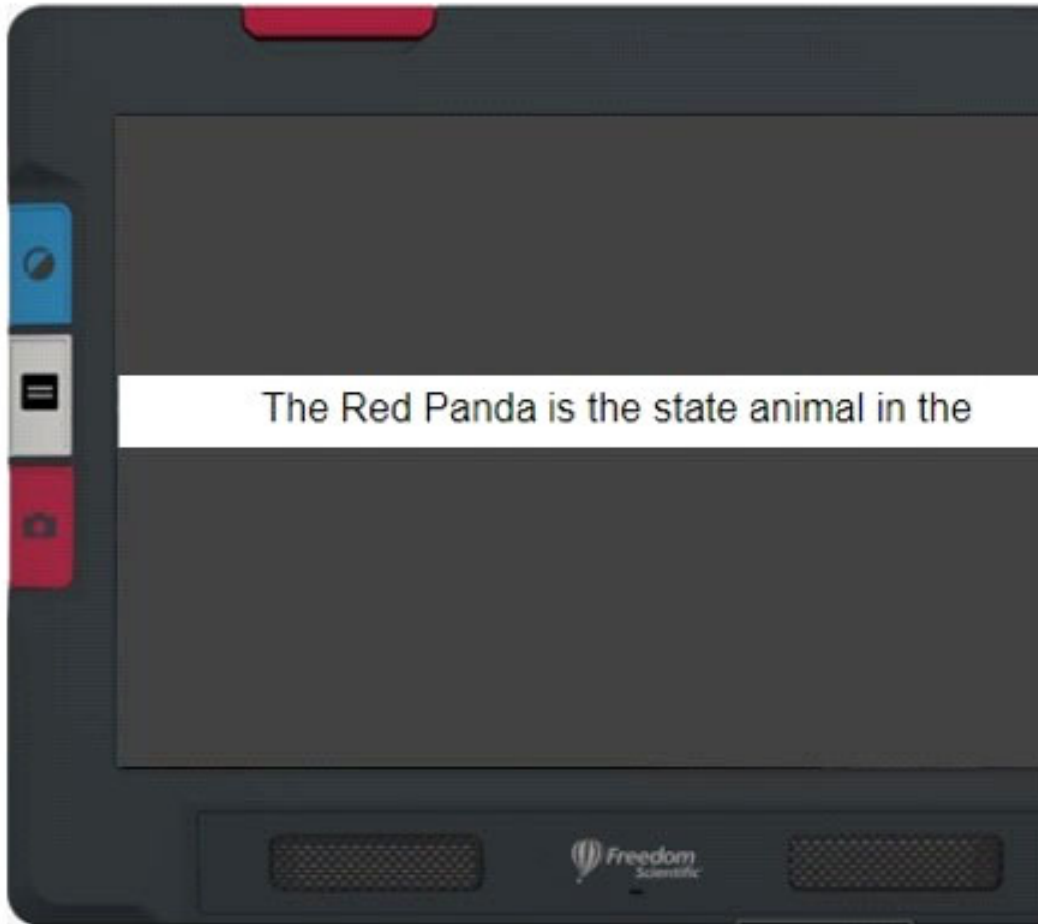 The Red Panda is the state animal in the
Freedom
Scientific